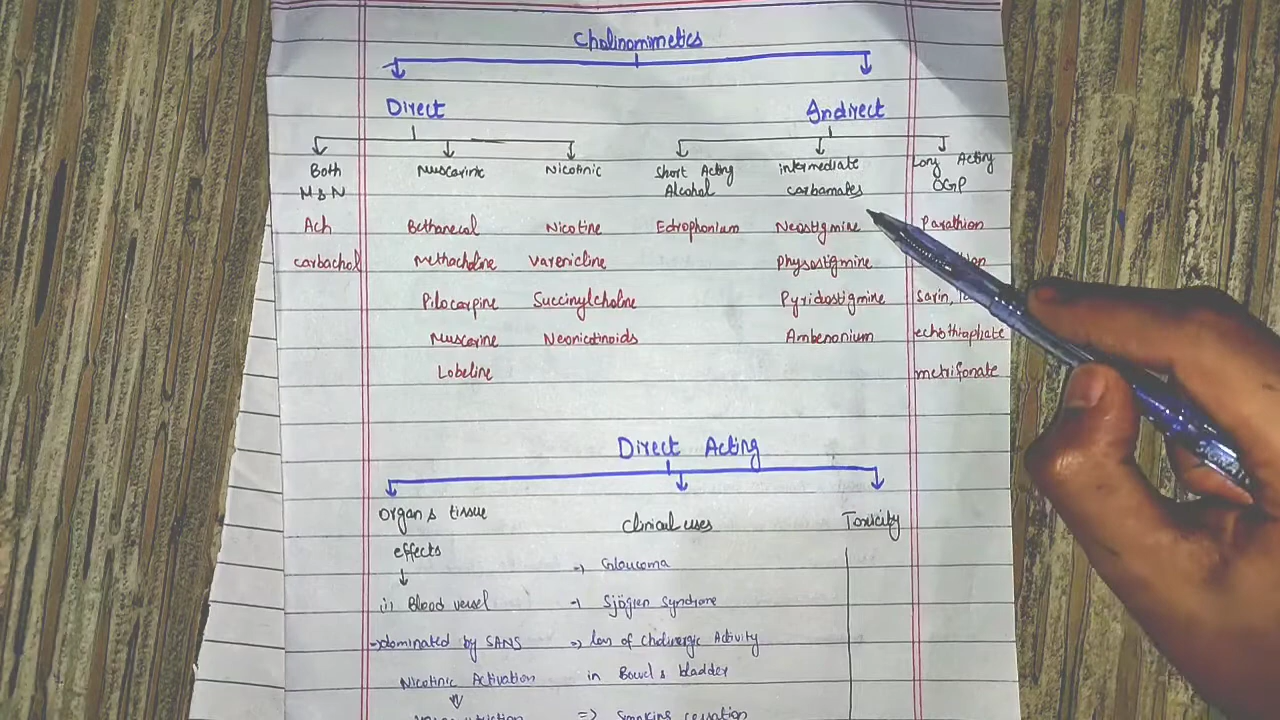 Cholinomimetics
Direct Indirect
Both Muscarinic Nicotinic Short Acting intermediate Long Acting
M & N Alcohol carbamates OGP
Ach Bethanecol Nicotine Edrophonium Neostigmine Parathion
carbachol Methacholine Varenicline Physostigmine
Pilocarpine Succinylcholine Pyridostigmine Sarin,
Muscarine Neonicotinoids Ambenonium echothiophate
Lobeline metrifonate
Direct Acting
organ & tissue Clinical uses Toxicity
effects
⇒ Glaucoma
i) Blood vessel ⇒ Sjögren Syndrome
→dominated by SANS ⇒ loss of Cholinergic Activity
Nicotinic Activation in Bowel & bladder
⇒ Smoking cessation